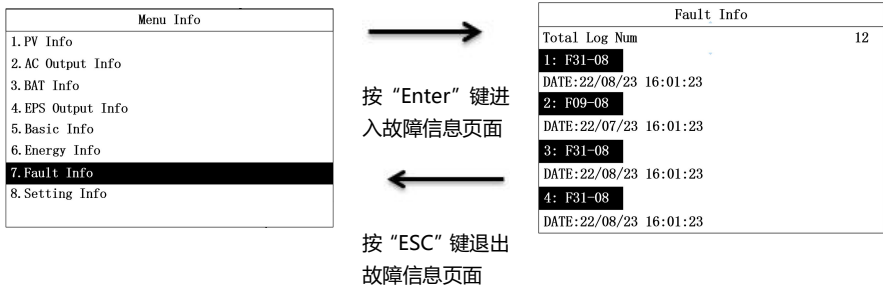 Menu Info
1.PV Info
2.AC Output Info
3.BAT Info
4.EPS Output Info
5.Basic Info
6.Energy Info
7.Fault Info
8.Setting Info
按“Enter”键进
入故障信息页面
按“ESC”键退出
故障信息页面
Fault Info
Total Log Num 12
1: F31-08
DATE:22/08/23 16:01:23
2: F09-08
DATE:22/07/23 16:01:23
3: F31-08
DATE:22/08/23 16:01:23
4: F31-08
DATE:22/08/23 16:01:23